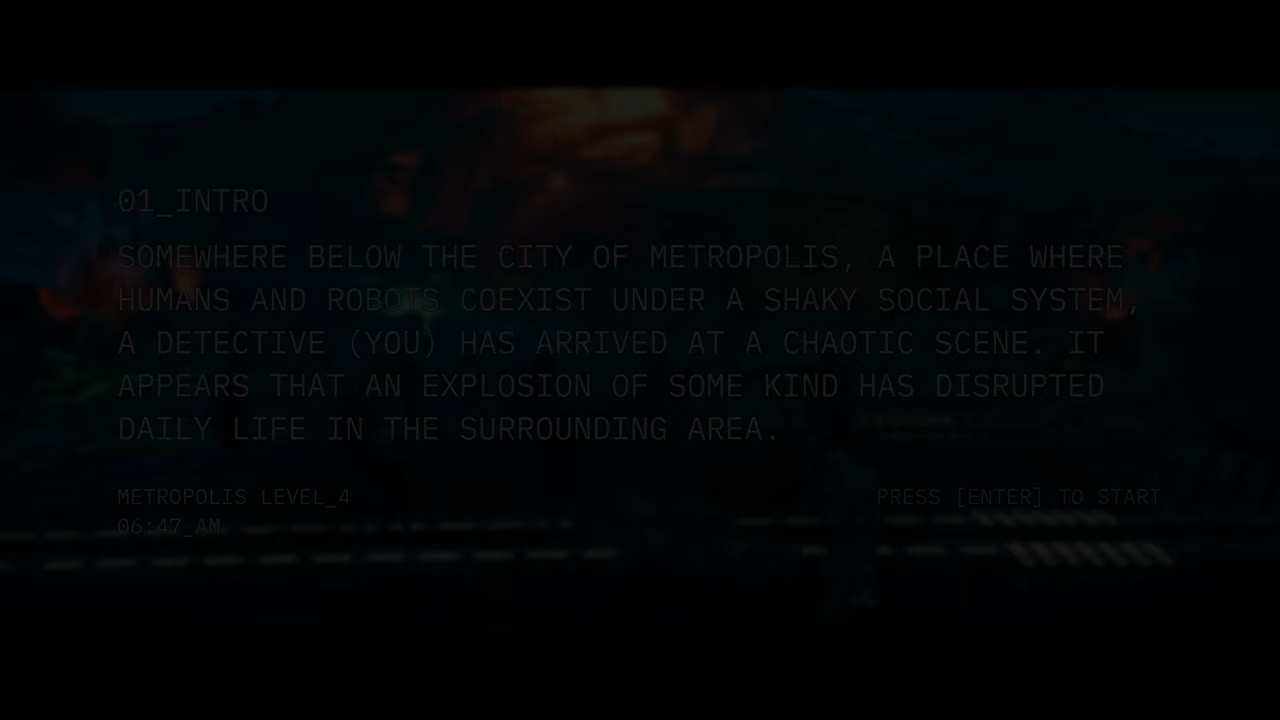 01_INTRO
SOMEWHERE BELOW THE CITY OF METROPOLIS, A PLACE WHERE
HUMANS AND ROBOTS COEXIST UNDER A SHAKY SOCIAL SYSTEM,
A DETECTIVE (YOU) HAS ARRIVED AT A CHAOTIC SCENE. IT
APPEARS THAT AN EXPLOSION OF SOME KIND HAS DISRUPTED
DAILY LIFE IN THE SURROUNDING AREA.
METROPOLIS LEVEL_4
PRESS [ENTER] TO START
06:47_AM